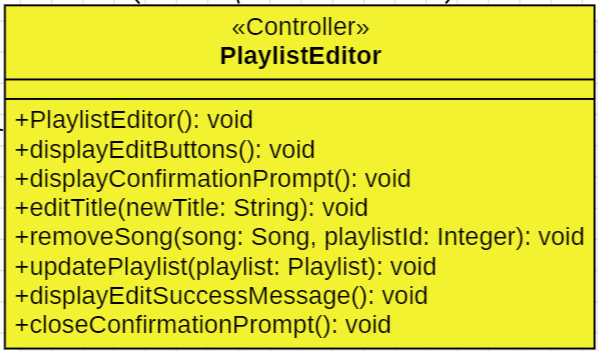 «Controller»
PlaylistEditor
+PlaylistEditor(): void
+displayEditButtons(): void
+displayConfirmationPrompt(): void
+editTitle(newTitle: String): void
+removeSong(song: Song, playlistId: Integer): void
+updatePlaylist(playlist: Playlist): void
+displayEditSuccessMessage(): void
+closeConfirmationPrompt(): void